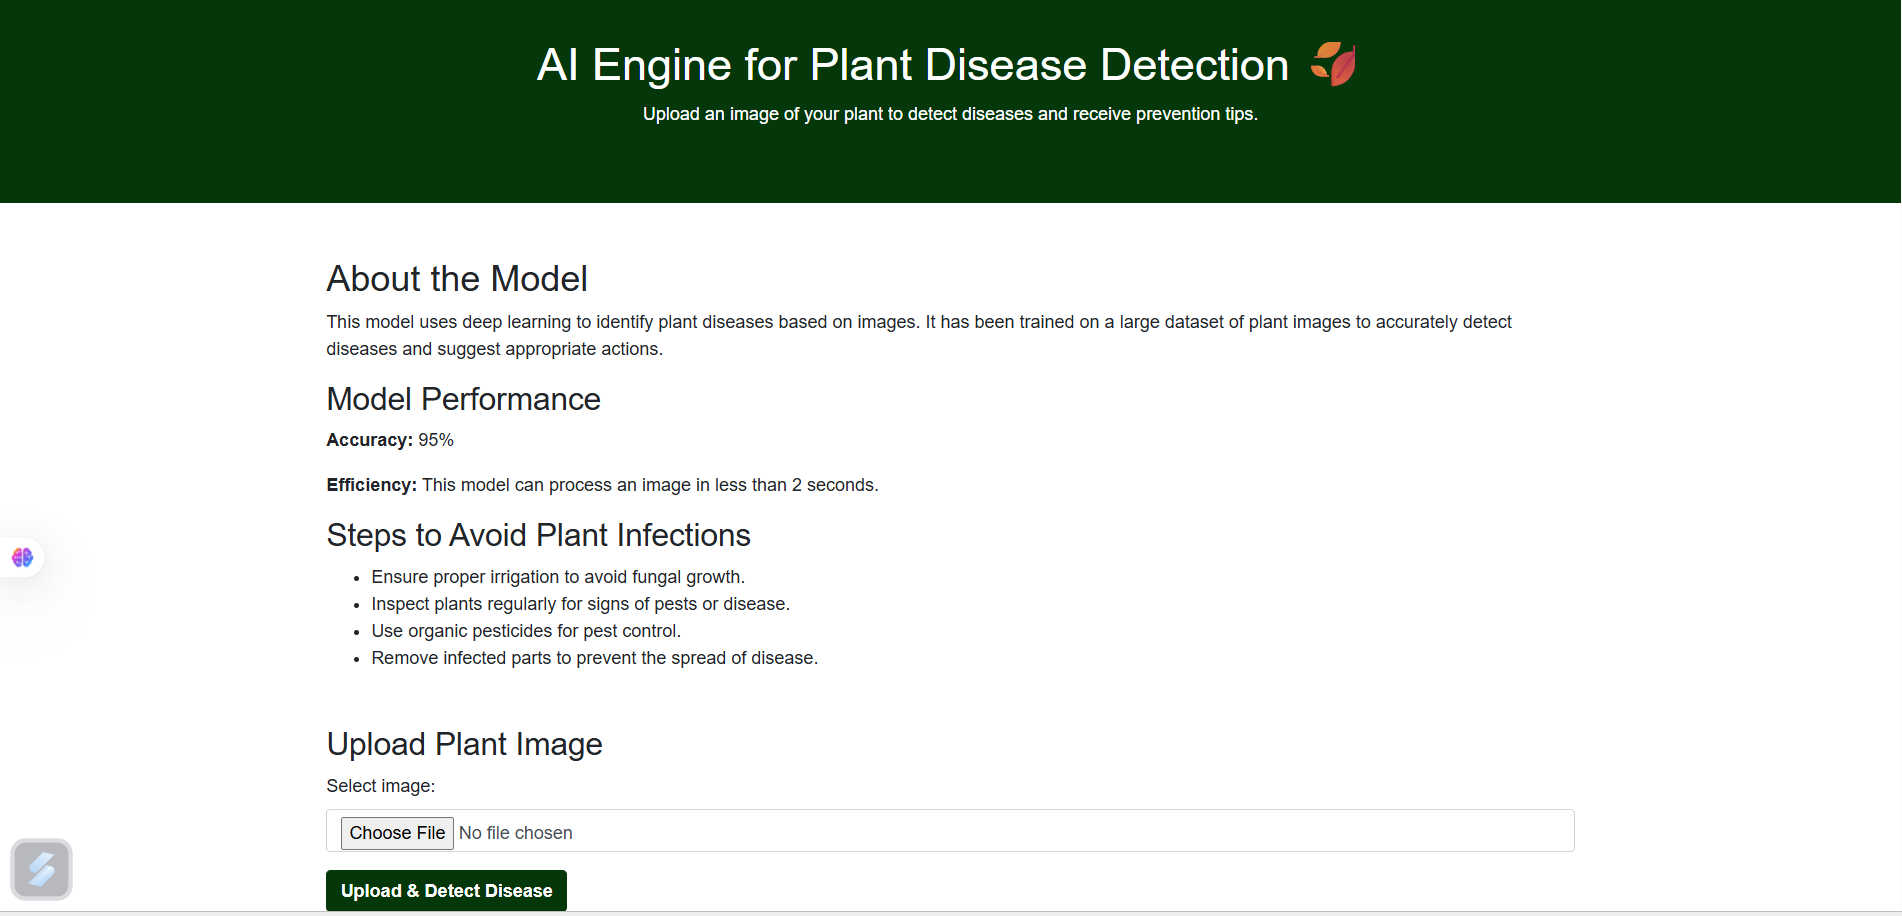 AI Engine for Plant Disease Detection
Upload an image of your plant to detect diseases and receive prevention tips.
About the Model
This model uses deep learning to identify plant diseases based on images. It has been trained on a large dataset of plant images to accurately detect
diseases and suggest appropriate actions.
Model Performance
Accuracy: 95%
Efficiency: This model can process an image in less than 2 seconds.
Steps to Avoid Plant Infections
Ensure proper irrigation to avoid fungal growth.
Inspect plants regularly for signs of pests or disease.
Use organic pesticides for pest control.
Remove infected parts to prevent the spread of disease.
Upload Plant Image
Select image:
Choose File No file chosen
Upload & Detect Disease